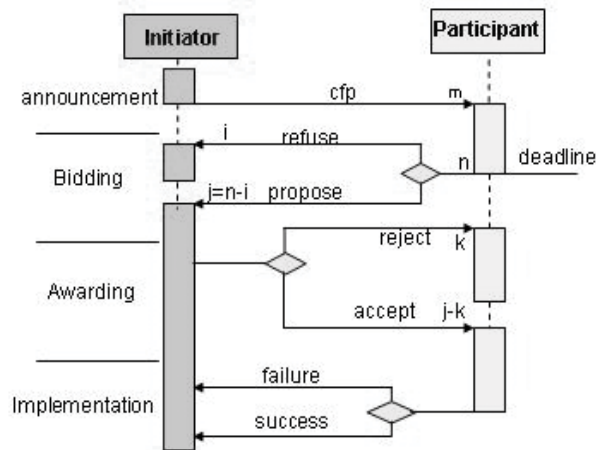 Initiator
Participant
announcement
cfp
m
i
refuse
n
deadline
Bidding
j=n-i
propose
reject
k
Awarding
accept
j-k
failure
Implementation
success